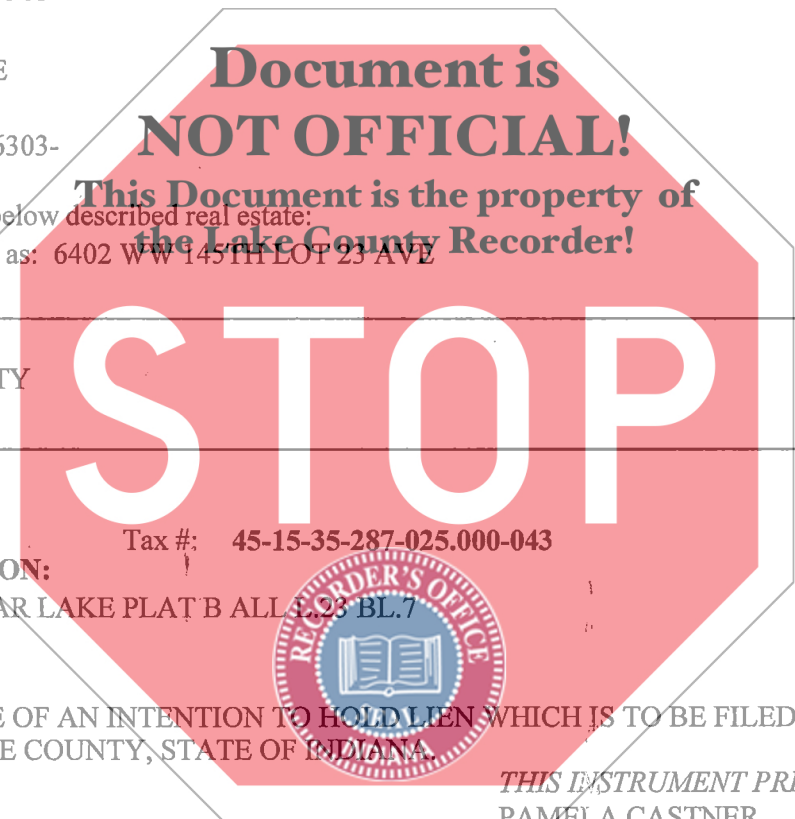 Document is
E
NOT OFFICIAL!
6303-
This Document is the property of
below described real estate:
the Lake County Recorder!
as: 6402 WW 145TH LOT 23 AVE
TY
STOP
Tax #: 45-15-35-287-025.000-043
ON:
AR LAKE PLAT B ALL L.23 BL.7
RECORDER'S OFFICE
INDIANA
E OF AN INTENTION TO HOLD LIEN WHICH IS TO BE FILED
E COUNTY, STATE OF INDIANA.
THIS INSTRUMENT PRE
PAMELA CASTNER